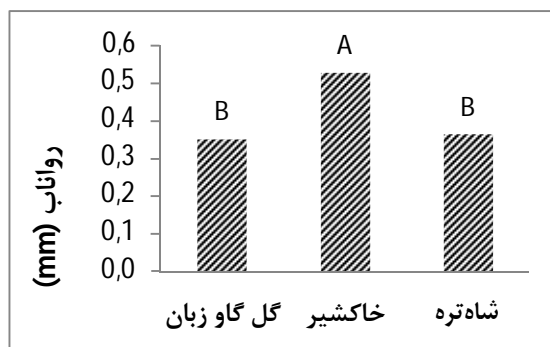 رواناب (mm)
0,6
0,5
0,4
0,3
0,2
0,1
0,0
B
A
B
گل گاو زبان
خاکشیر
شاه‌تره